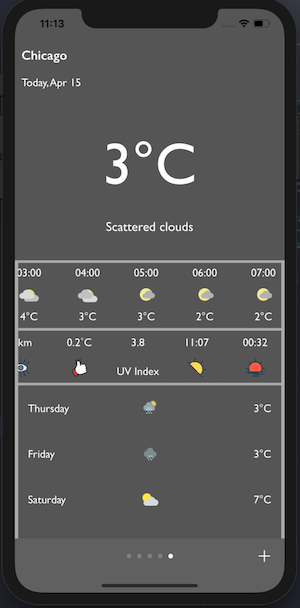 11:13
Chicago
Today, Apr 15
3°C
Scattered clouds
03:00 04:00 05:00 06:00 07:00
4°C 3°C 3°C 2°C 2°C
km 0.2°C 3.8 11:07 00:32
UV Index
Thursday 3°C
Friday 3°C
Saturday 7°C
+